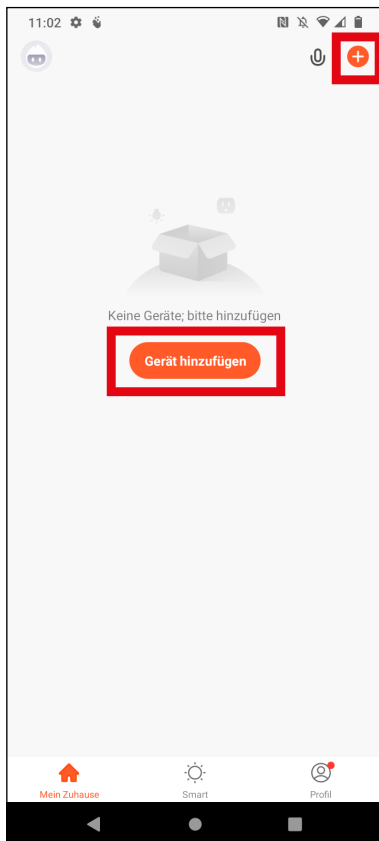 11:02
Keine Geräte; bitte hinzufügen
Gerät hinzufügen
Mein Zuhause
Smart
Profil